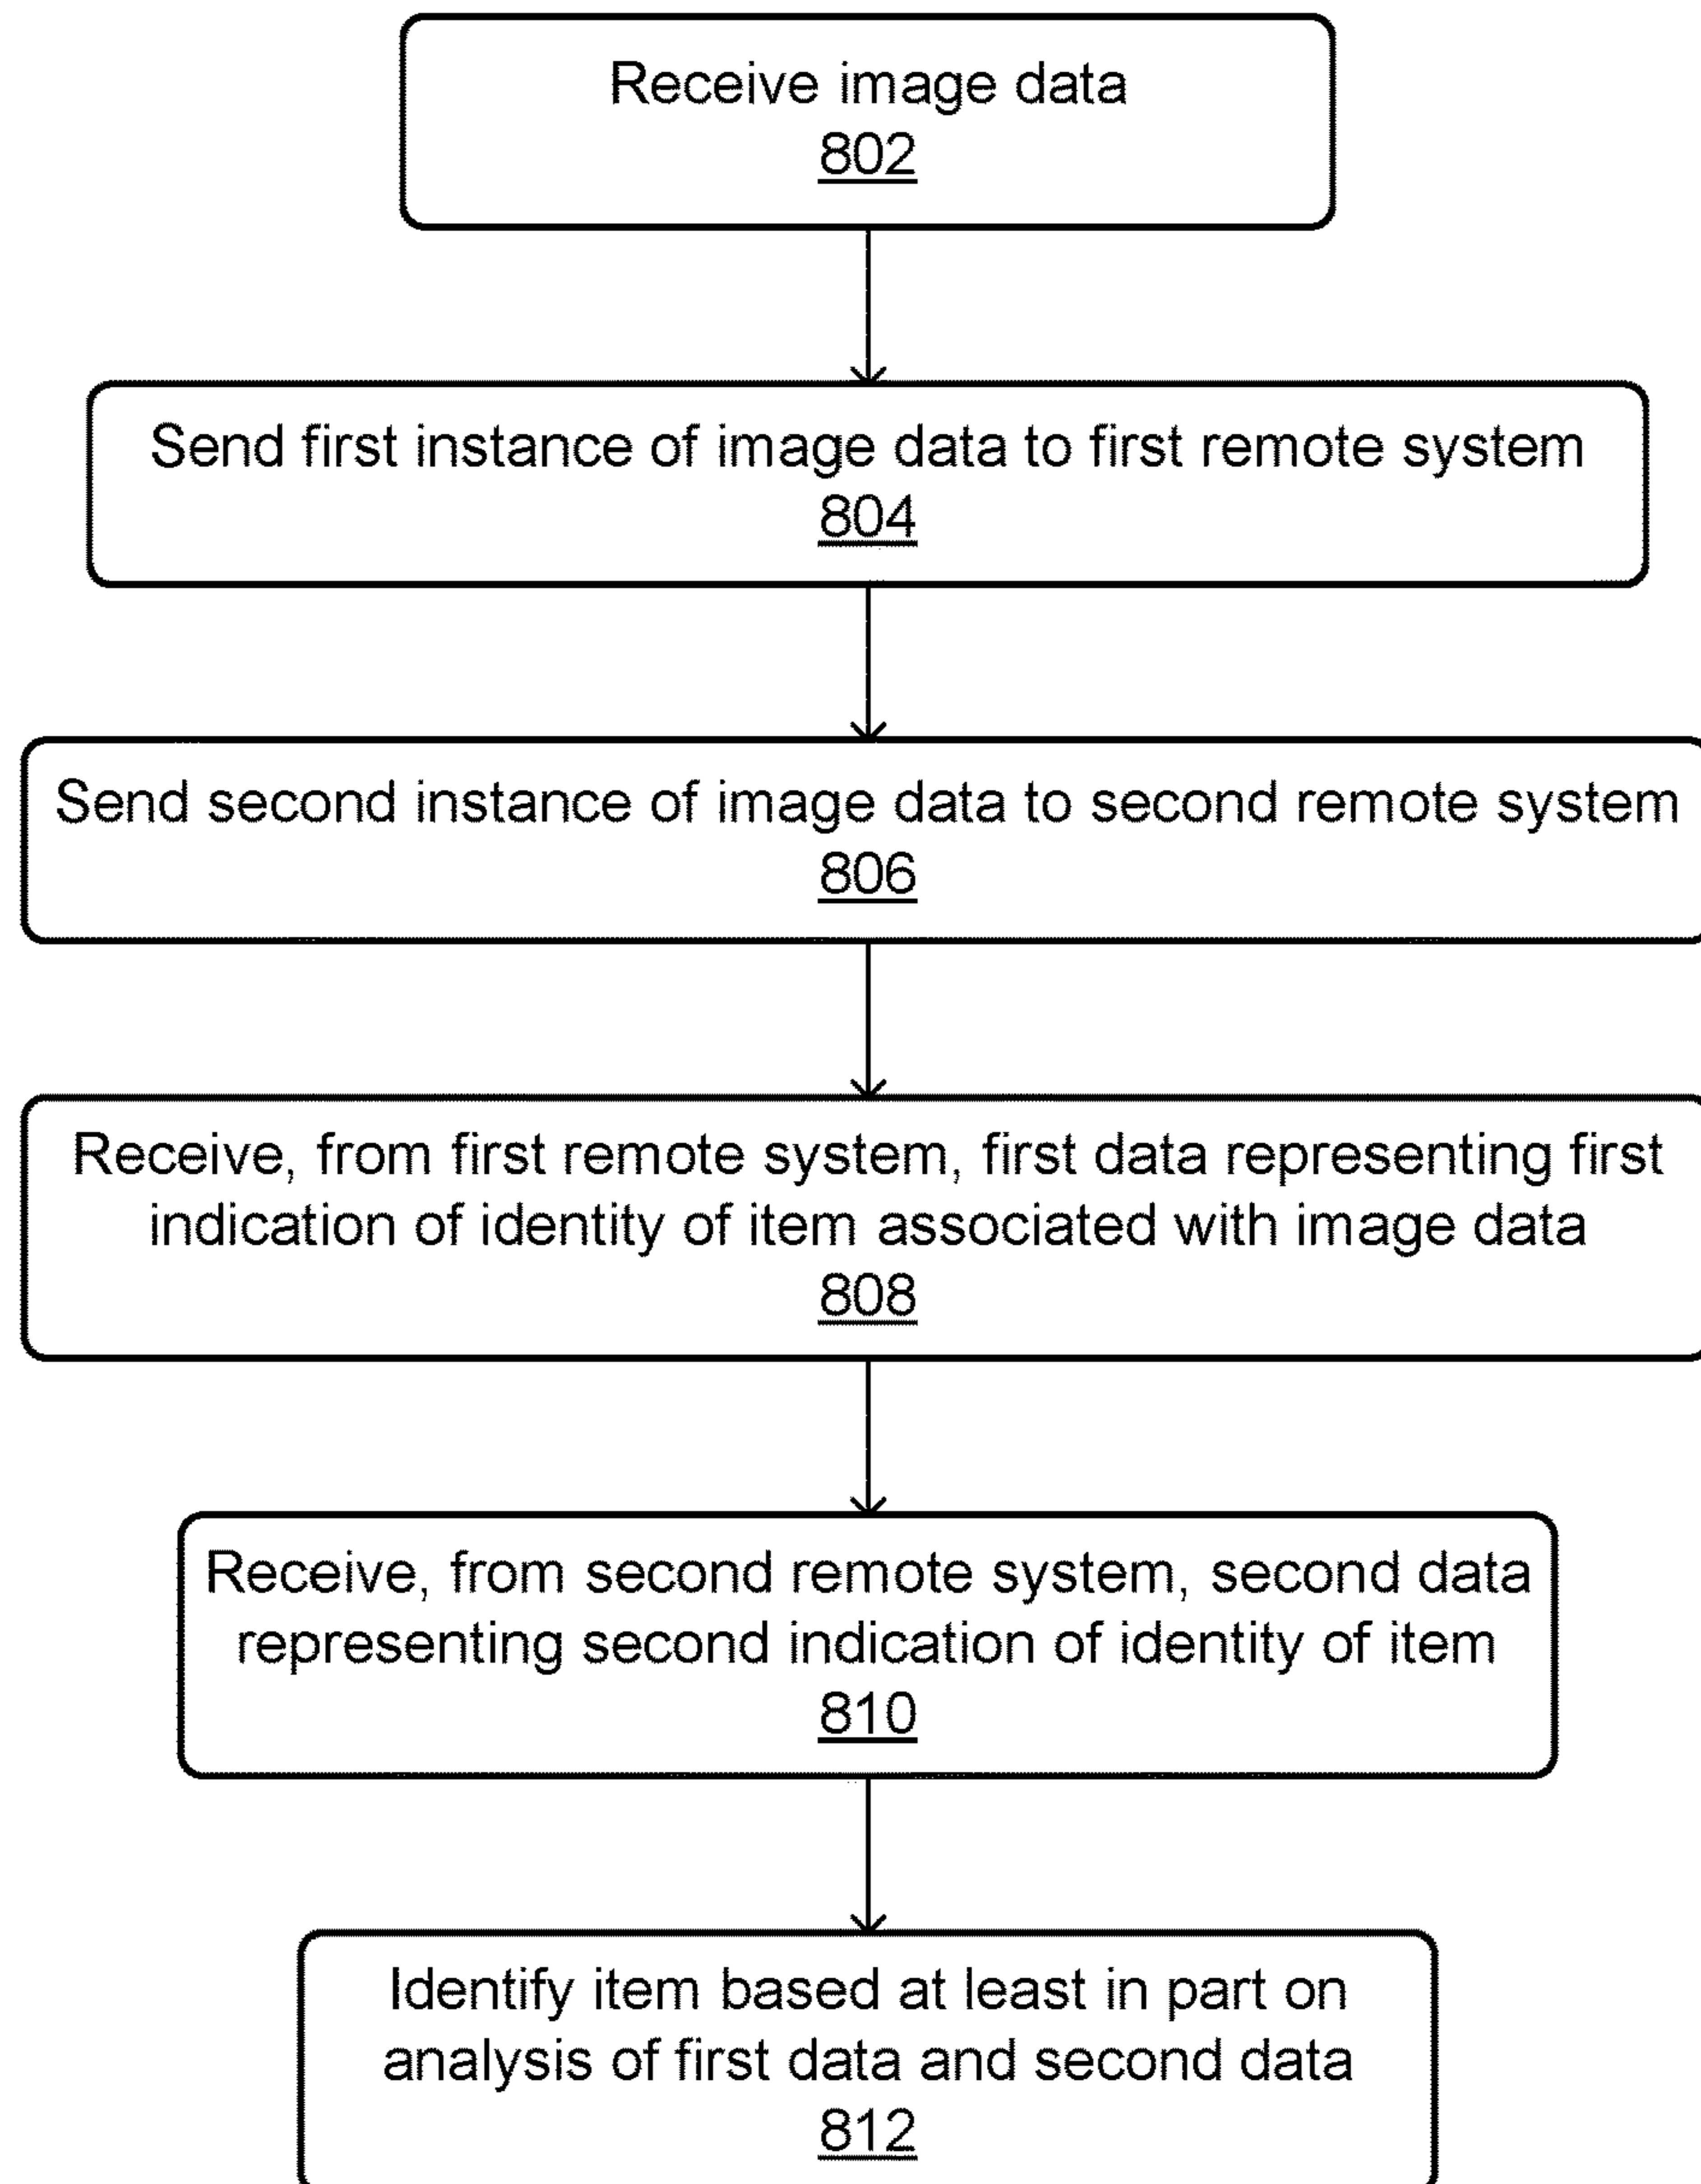 Receive image data
802
Send first instance of image data to first remote system
804
Send second instance of image data to second remote system
806
Receive, from first remote system, first data representing first
indication of identity of item associated with image data
808
Receive, from second remote system, second data
representing second indication of identity of item
810
Identify item based at least in part on
analysis of first data and second data
812